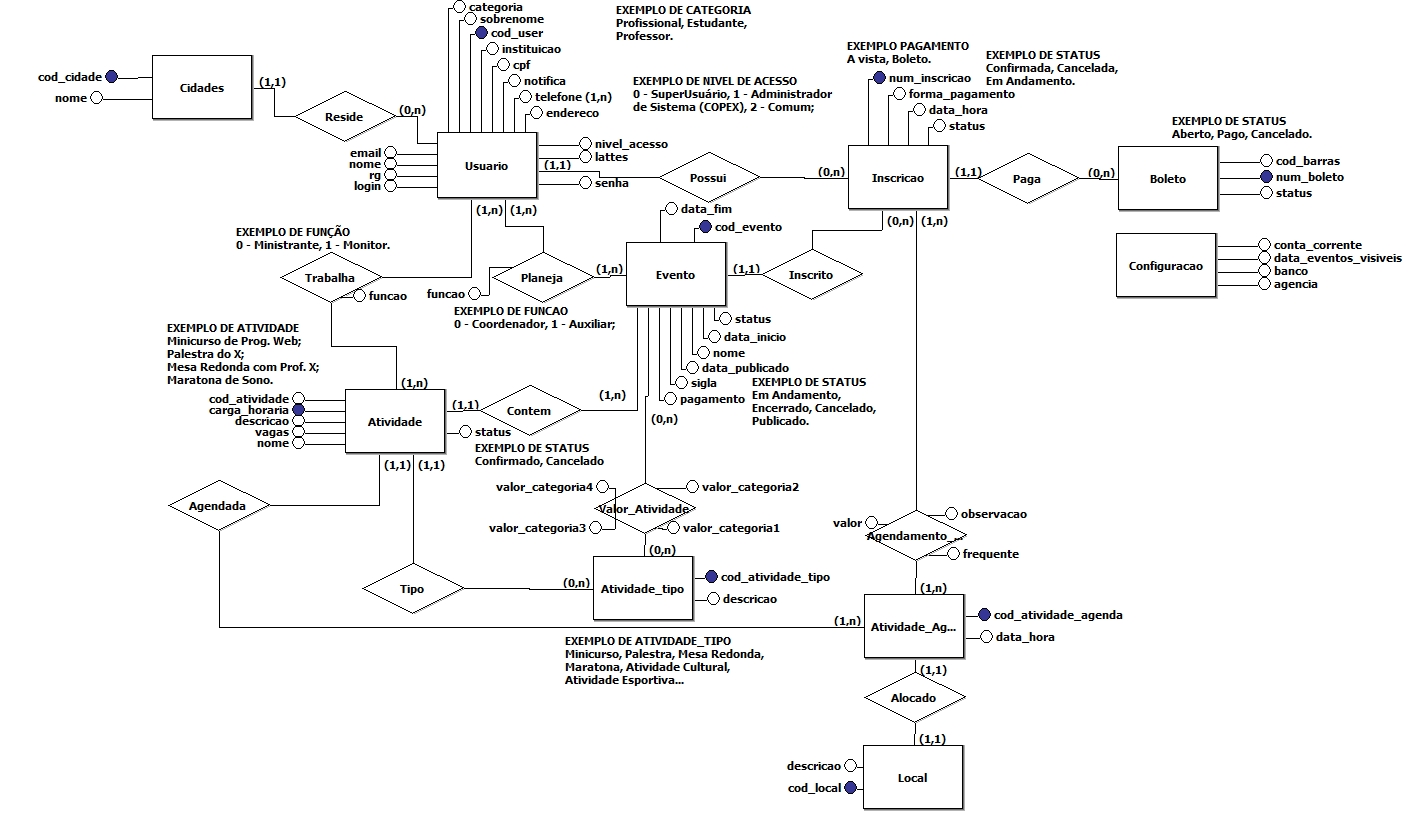 categoria
sobrenome
cod_user
instituicao
cpf
notifica
telefone (1,n)
endereco
EXEMPLO DE CATEGORIA
Profissional, Estudante,
Professor.
EXEMPLO DE NIVEL DE ACESSO
0 - SuperUsuário, 1 - Administrador
de Sistema (COPEX), 2 - Comum;
EXEMPLO PAGAMENTO
A vista, Boleto.
EXEMPLO DE STATUS
Confirmada, Cancelada,
Em Andamento.
num_inscricao
forma_pagamento
data_hora
status
EXEMPLO DE STATUS
Aberto, Pago, Cancelado.
cod_cidade
nome
Cidades
(1,1)
Reside
(0,n)
email
nome
rg
login
Usuario
nivel_acesso
lattes
(1,1)
senha
Possui
(0,n)
Inscricao
(1,1)
Paga
(0,n)
Boleto
cod_barras
num_boleto
status
(1,n)
(1,n)
data_fim
cod_evento
(0,n)
(1,n)
EXEMPLO DE FUNÇÃO
0 - Ministrante, 1 - Monitor.
Trabalha
funcao
funcao
Planeja
(1,n)
Evento
(1,1)
Inscrito
Configuracao
conta_corrente
data_eventos_visiveis
banco
agencia
EXEMPLO DE FUNCAO
0 - Coordenador, 1 - Auxiliar;
status
data_inicio
nome
data_publicado
sigla
pagamento
EXEMPLO DE STATUS
Em Andamento,
Encerrado, Cancelado,
Publicado.
EXEMPLO DE ATIVIDADE
Minicurso de Prog. Web;
Palestra do X;
Mesa Redonda com Prof. X;
Maratona de Sono.
(1,n)
cod_atividade
carga_horaria
descricao
vagas
nome
Atividade
(1,1)
Contem
(1,n)
(0,n)
status
EXEMPLO DE STATUS
Confirmado, Cancelado
(1,1)
(1,1)
Agendada
valor_categoria4
valor_categoria2
Valor_Atividade
valor_categoria3
valor_categoria1
valor
observacao
Agendamento_...
frequente
(0,n)
Tipo
(0,n)
Atividade_tipo
cod_atividade_tipo
descricao
(1,n)
(1,n)
Atividade_Ag...
cod_atividade_agenda
data_hora
EXEMPLO DE ATIVIDADE_TIPO
Minicurso, Palestra, Mesa Redonda,
Maratona, Atividade Cultural,
Atividade Esportiva...
(1,1)
Alocado
(1,1)
descricao
cod_local
Local